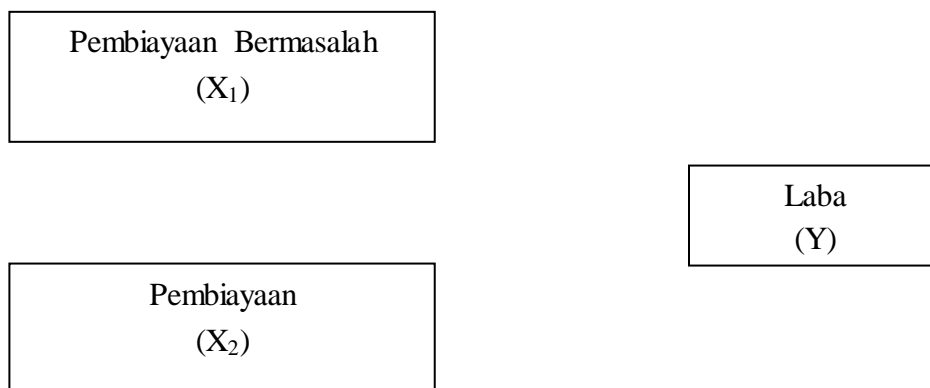 Pembiayaan Bermasalah
(X₁)
Laba
(Y)
Pembiayaan
(X₂)